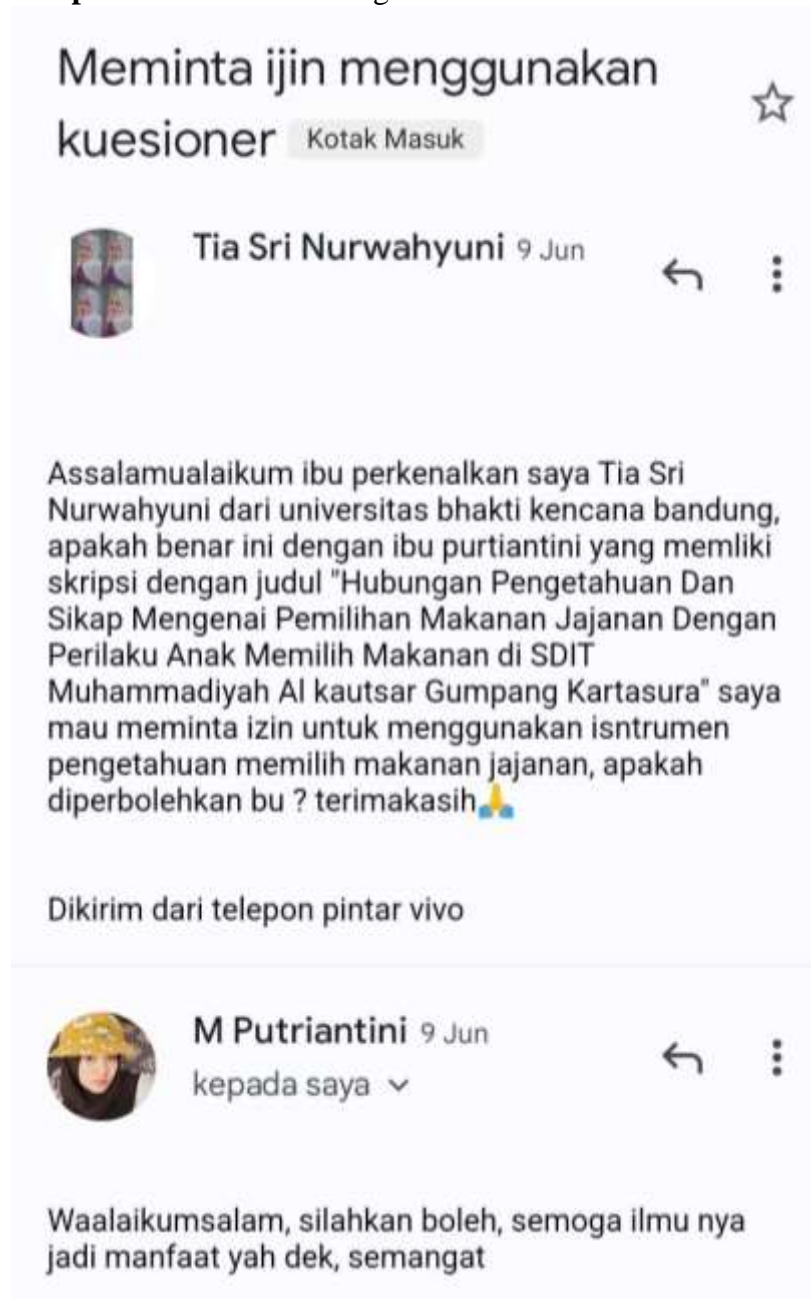 Meminta ijin menggunakan
kuesioner Kotak Masuk
Tia Sri Nurwahyuni 9 Jun
Assalamualaikum ibu perkenalkan saya Tia Sri
Nurwahyuni dari universitas bhakti kencana bandung,
apakah benar ini dengan ibu purtiantini yang memliki
skripsi dengan judul "Hubungan Pengetahuan Dan
Sikap Mengenai Pemilihan Makanan Jajanan Dengan
Perilaku Anak Memilih Makanan di SDIT
Muhammadiyah Al kautsar Gumpang Kartasura" saya
mau meminta izin untuk menggunakan isntrumen
pengetahuan memilih makanan jajanan, apakah
diperbolehkan bu ? terimakasih🙏
Dikirim dari telepon pintar vivo
M Putriantini 9 Jun
kepada saya
Waalaikumsalam, silahkan boleh, semoga ilmu nya
jadi manfaat yah dek, semangat